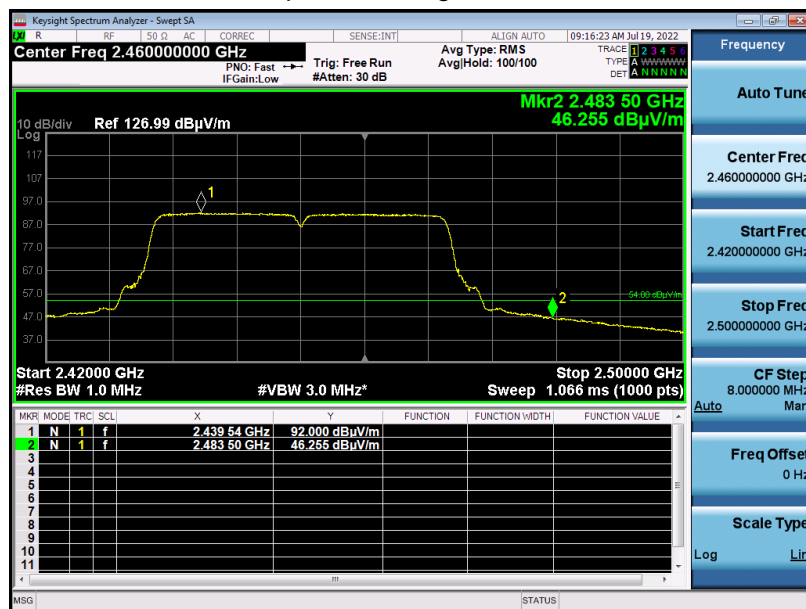 Keysight Spectrum Analyzer - Swept SA
LXI R RF 50 Ω AC CORREC SENSE:INT ALIGN AUTO 09:16:23 AM Jul 19, 2022
Center Freq 2.460000000 GHz
PNO: Fast
IFGain:Low
Trig: Free Run
#Atten: 30 dB
Avg Type: RMS
Avg|Hold: 100/100
TRACE 1 2 3 4 5 6
TYPE A WWWWW
DET A N N N N N
Mkr2 2.483 50 GHz
46.255 dBµV/m
10 dB/div Ref 126.99 dBµV/m
Log
117
107
97.0
87.0
77.0
67.0
57.0
47.0
37.0
1
2
54.00 dBµV/m
Start 2.42000 GHz Stop 2.50000 GHz
#Res BW 1.0 MHz #VBW 3.0 MHz* Sweep 1.066 ms (1000 pts)
MKR MODE TRC SCL X Y FUNCTION FUNCTION WIDTH FUNCTION VALUE
1 N 1 f 2.439 54 GHz 92.000 dBµV/m
2 N 1 f 2.483 50 GHz 46.255 dBµV/m
3
4
5
6
7
8
9
10
11
MSG STATUS
Frequency
Auto Tune
Center Freq
2.460000000 GHz
Start Freq
2.420000000 GHz
Stop Freq
2.500000000 GHz
CF Step
8.000000 MHz
Auto Man
Freq Offset
0 Hz
Scale Type
Log Lin